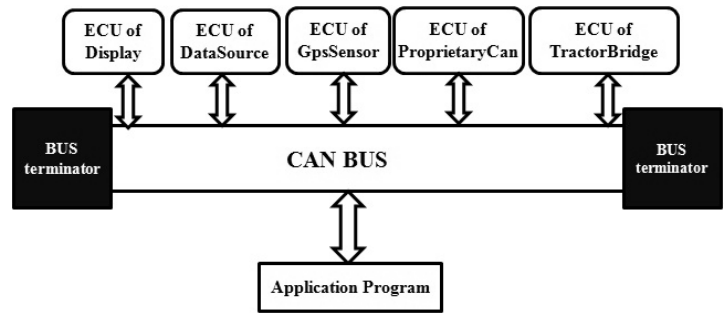 ECU of
Display
ECU of
DataSource
ECU of
GpsSensor
ECU of
ProprietaryCan
ECU of
TractorBridge
BUS
terminator
CAN BUS
BUS
terminator
Application Program